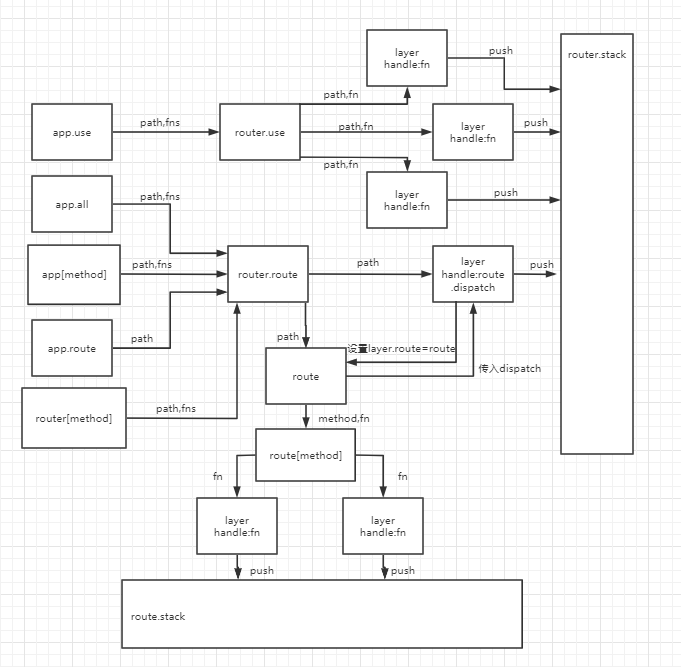 layer
handle:fn
push
router.stack
path,fn
app.use
path,fns
router.use
path,fn
layer
handle:fn
push
path,fn
layer
handle:fn
push
app.all
path,fns
app[method]
path,fns
router.route
path
layer
handle:route
.dispatch
push
app.route
path
path
设置layer.route=route
route
传入dispatch
router[method]
path,fns
method,fn
route[method]
fn
fn
layer
handle:fn
layer
handle:fn
push
push
route.stack